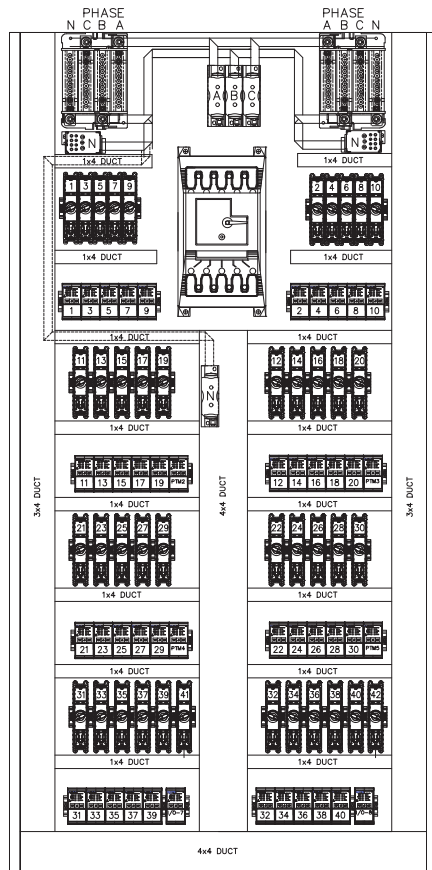 PHASE
N C B A
PHASE
A B C N
A B C
N
N
1x4 DUCT
1x4 DUCT
1 3 5 7 9
2 4 6 8 10
1x4 DUCT
1x4 DUCT
1 3 5 7 9
2 4 6 8 10
1x4 DUCT
1x4 DUCT
11 13 15 17 19
12 14 16 18 20
N
1x4 DUCT
1x4 DUCT
11 13 15 17 19 PTM2
12 14 16 18 20 PTM3
3x4 DUCT
4x4 DUCT
3x4 DUCT
1x4 DUCT
1x4 DUCT
21 23 25 27 29
22 24 26 28 30
1x4 DUCT
1x4 DUCT
21 23 25 27 29 PTM4
22 24 26 28 30 PTM5
1x4 DUCT
1x4 DUCT
31 33 35 37 39 41
32 34 36 38 40 42
1x4 DUCT
1x4 DUCT
31 33 35 37 39 I/O-7
32 34 36 38 40 I/O-8
4x4 DUCT